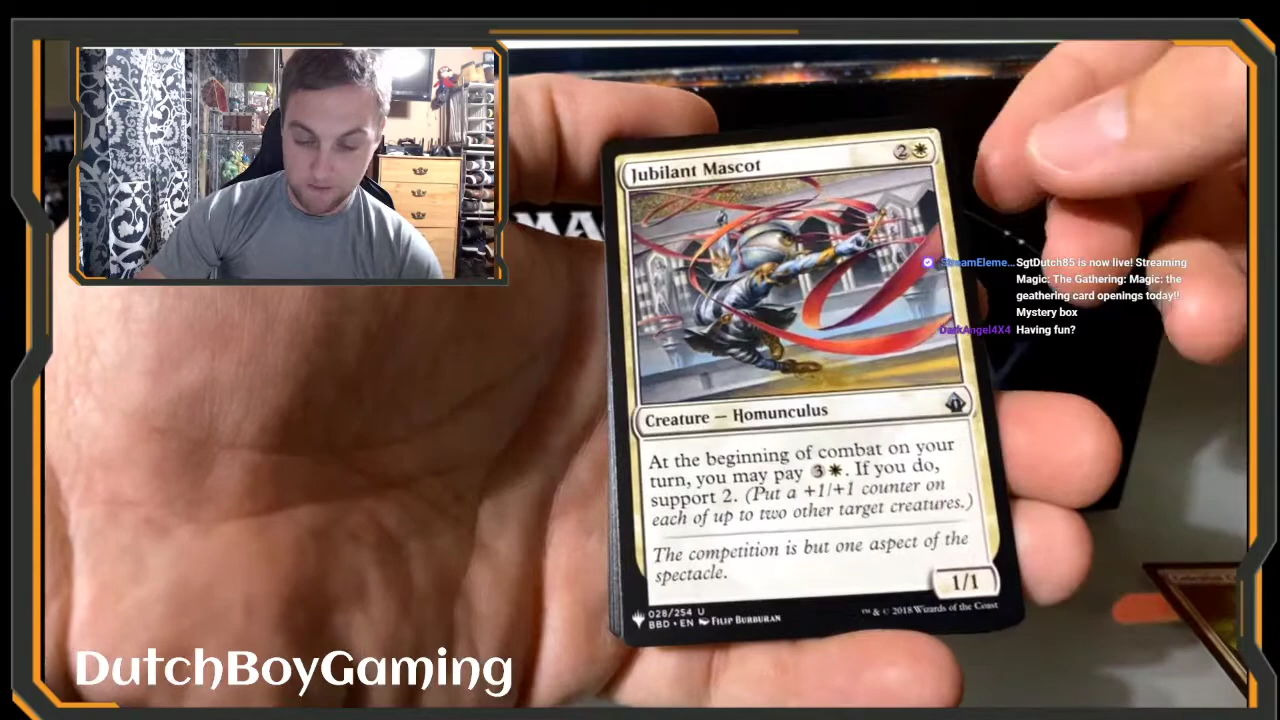 Jubilant Mascot 2
MA
StreamEleme... SgtDutch85 is now live! Streaming
Magic: The Gathering: Magic: the
geathering card openings today!!
Mystery box
DarkAngel4X4 Having fun?
Creature — Homunculus
At the beginning of combat on your
turn, you may pay 3. If you do,
support 2. (Put a +1/+1 counter on
each of up to two other target creatures.)
The competition is but one aspect of the
spectacle.
1/1
028/254 U
BBD • EN Filip Burburan
™ & © 2018 Wizards of the Coast
DutchBoyGaming